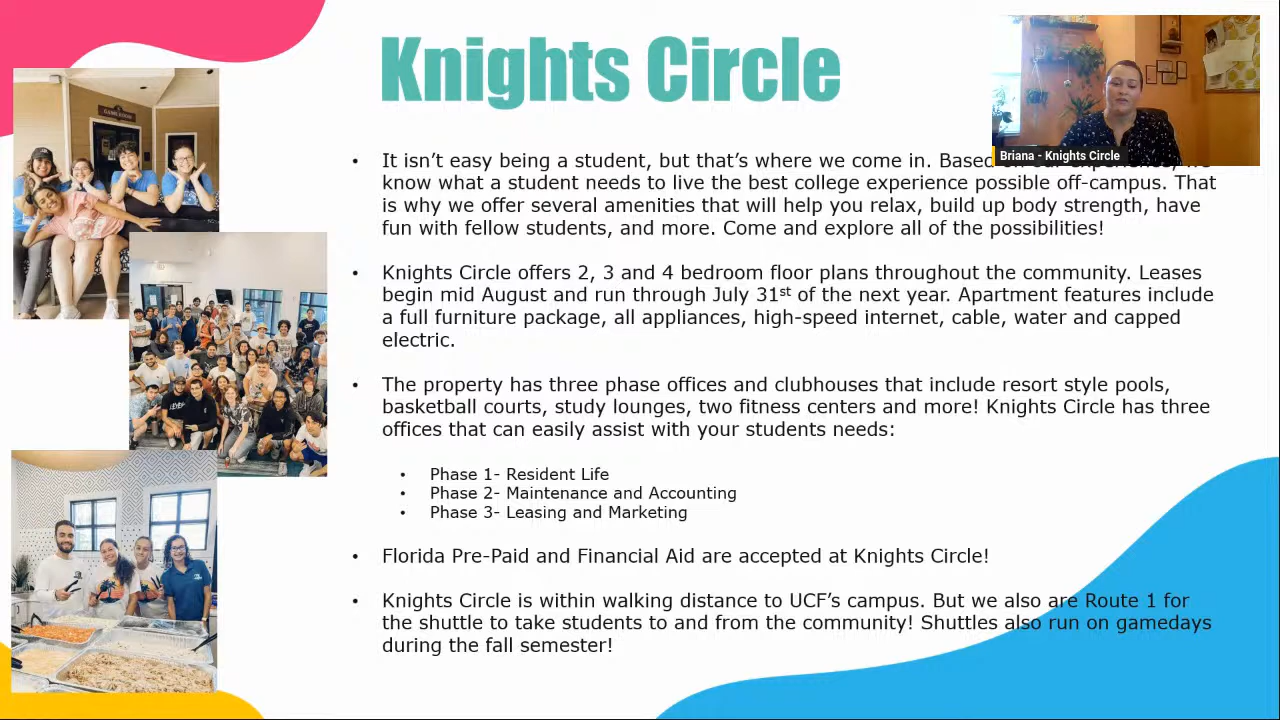 Knights Circle
Briana - Knights Circle
• It isn’t easy being a student, but that’s where we come in. Based on our experience, we
know what a student needs to live the best college experience possible off-campus. That
is why we offer several amenities that will help you relax, build up body strength, have
fun with fellow students, and more. Come and explore all of the possibilities!
• Knights Circle offers 2, 3 and 4 bedroom floor plans throughout the community. Leases
begin mid August and run through July 31st of the next year. Apartment features include
a full furniture package, all appliances, high-speed internet, cable, water and capped
electric.
• The property has three phase offices and clubhouses that include resort style pools,
basketball courts, study lounges, two fitness centers and more! Knights Circle has three
offices that can easily assist with your students needs:
• Phase 1- Resident Life
• Phase 2- Maintenance and Accounting
• Phase 3- Leasing and Marketing
• Florida Pre-Paid and Financial Aid are accepted at Knights Circle!
• Knights Circle is within walking distance to UCF’s campus. But we also are Route 1 for
the shuttle to take students to and from the community! Shuttles also run on gamedays
during the fall semester!